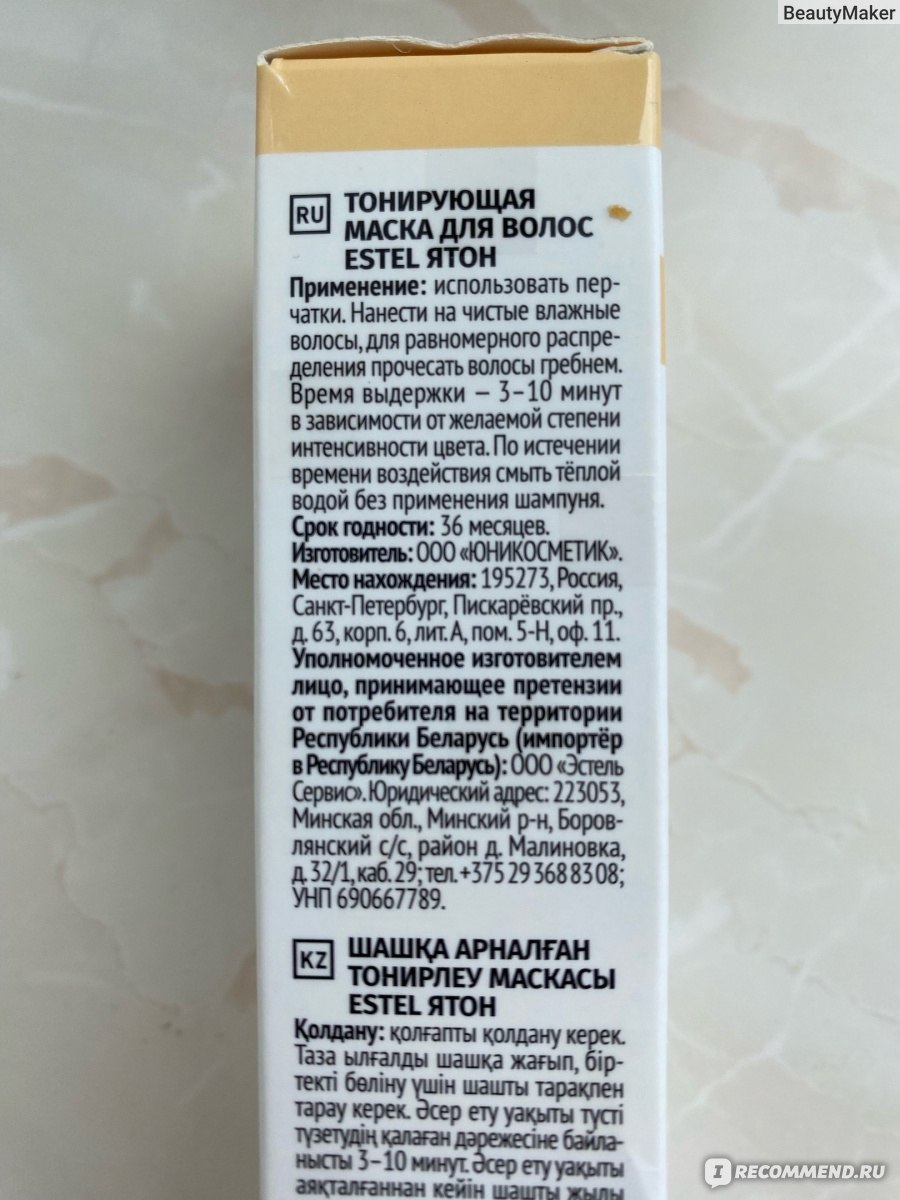 BeautyMaker
RU
ТОНИРУЮЩАЯ
МАСКА ДЛЯ ВОЛОС
ESTEL ЯТОН
Применение: использовать пер-
чатки. Нанести на чистые влажные
волосы, для равномерного распре-
деления прочесать волосы гребнем.
Время выдержки — 3–10 минут
в зависимости от желаемой степени
интенсивности цвета. По истечении
времени воздействия смыть тёплой
водой без применения шампуня.
Срок годности: 36 месяцев.
Изготовитель: ООО «ЮНИКОСМЕТИК».
Место нахождения: 195273, Россия,
Санкт-Петербург, Пискарёвский пр.,
д. 63, корп. 6, лит. А, пом. 5-Н, оф. 11.
Уполномоченное изготовителем
лицо, принимающее претензии
от потребителя на территории
Республики Беларусь (импортёр
в Республику Беларусь): ООО «Эстель
Сервис». Юридический адрес: 223053,
Минская обл., Минский р-н, Боров-
лянский с/с, район д. Малиновка,
д. 32/1, каб. 29; тел. +375 29 368 83 08;
УНП 690667789.
KZ
ШАШҚА АРНАЛҒАН
ТОНИРЛЕУ МАСКАСЫ
ESTEL ЯТОН
Қолдану: қолғапты қолдану керек.
Таза ылғалды шашқа жағып, бір-
текті бөліну үшін шашты тарақпен
тарау керек. Әсер ету уақыты түсті
түзетудің қалаған дәрежесіне байла-
нысты 3–10 минут. Әсер ету уақыты
аяқталғаннан кейін шашты жылы
I RECOMMEND.RU